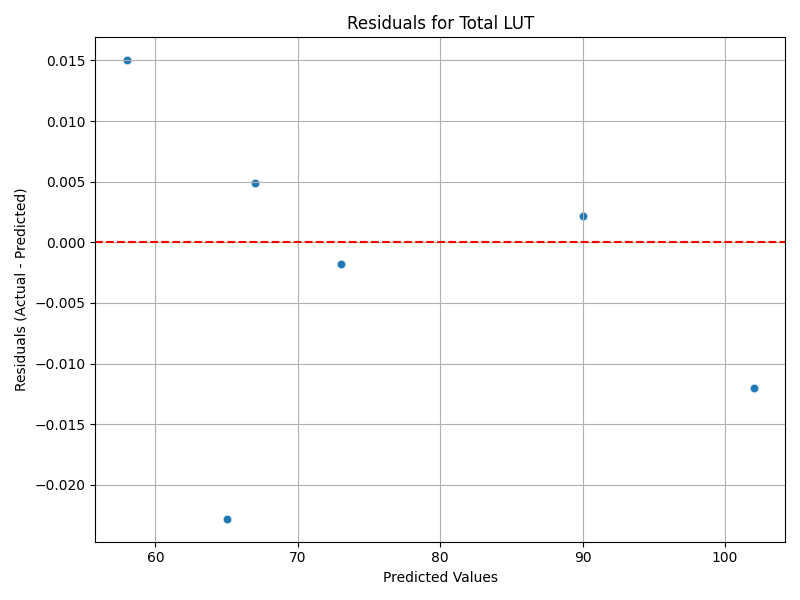 Residuals for Total LUT
Residuals (Actual - Predicted)
0.015
0.010
0.005
0.000
−0.005
−0.010
−0.015
−0.020
60 70 80 90 100
Predicted Values